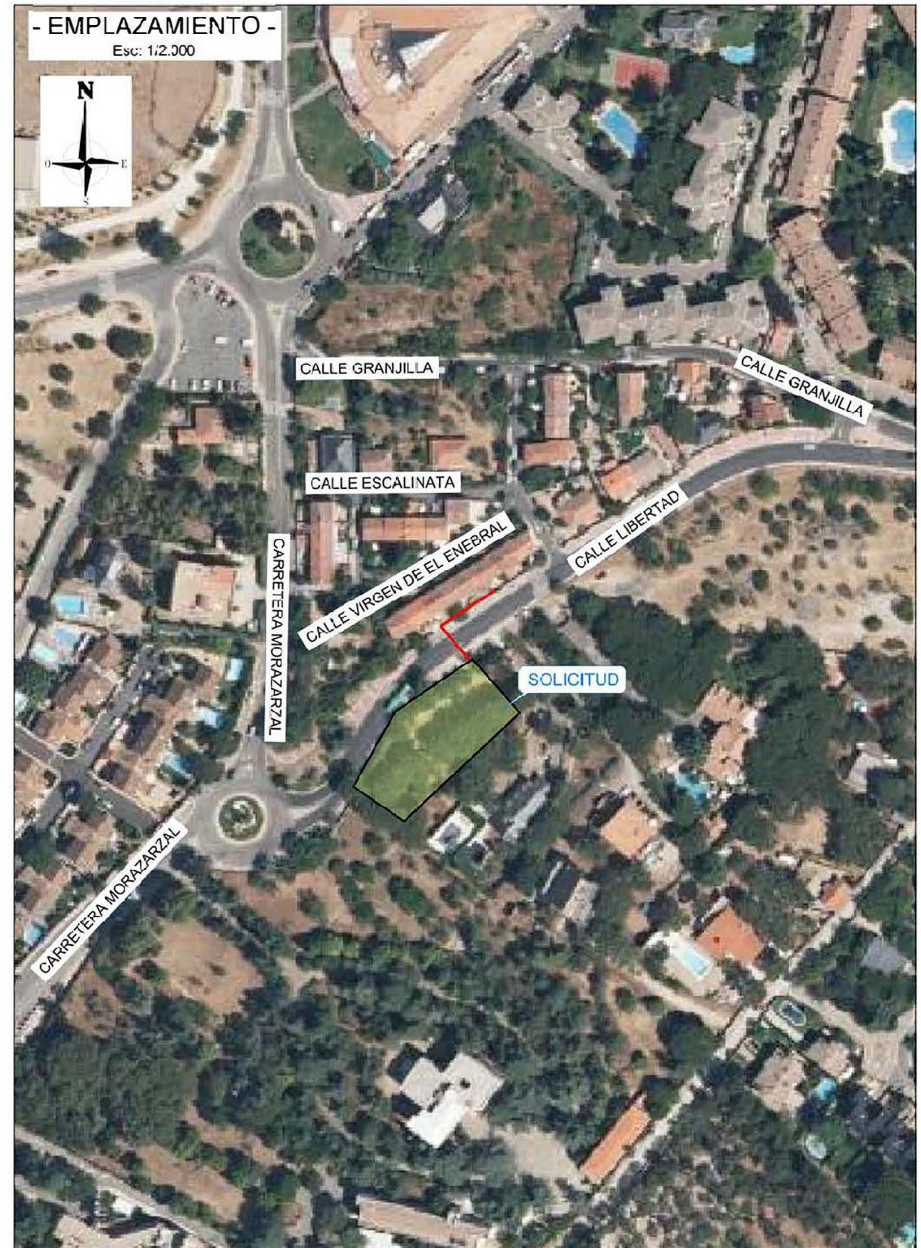 - EMPLAZAMIENTO -
Esc: 1/2.000
N
O
E
S
CALLE GRANJILLA
CALLE GRANJILLA
CALLE ESCALINATA
CALLE LIBERTAD
CALLE VIRGEN DE EL ENEBRAL
CARRETERA MORAZARZAL
SOLICITUD
CARRETERA MORAZARZAL